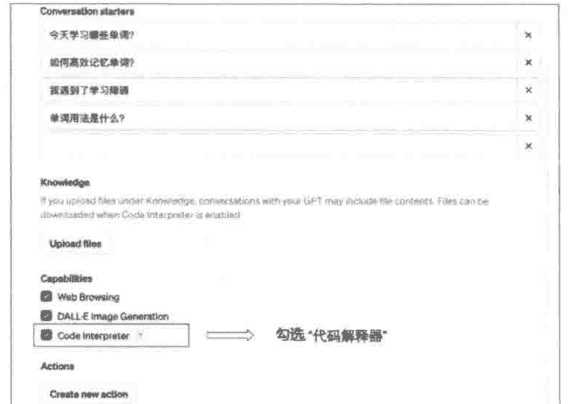 Conversation starters
今天学习哪些单词?
×
如何高效记忆单词?
×
我遇到了学习障碍
×
单词用法是什么?
×
×
Knowledge
If you upload files under Knowledge, conversations with your GPT may include file contents. Files can be
downloaded when Code Interpreter is enabled
Upload files
Capabilities
Web Browsing
DALL·E Image Generation
Code Interpreter ?
勾选“代码解释器”
Actions
Create new action